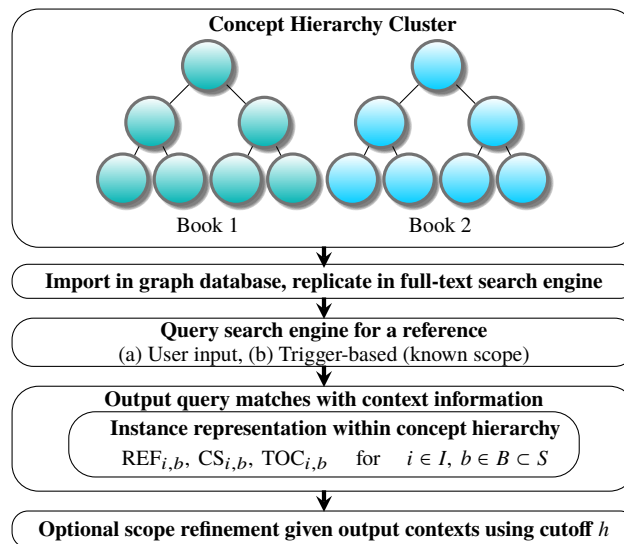 Concept Hierarchy Cluster
Book 1 Book 2
Import in graph database, replicate in full-text search engine
Query search engine for a reference
(a) User input, (b) Trigger-based (known scope)
Output query matches with context information
Instance representation within concept hierarchy
REF_{i,b}, CS_{i,b}, TOC_{i,b} for i ∈ I, b ∈ B ⊂ S
Optional scope refinement given output contexts using cutoff h